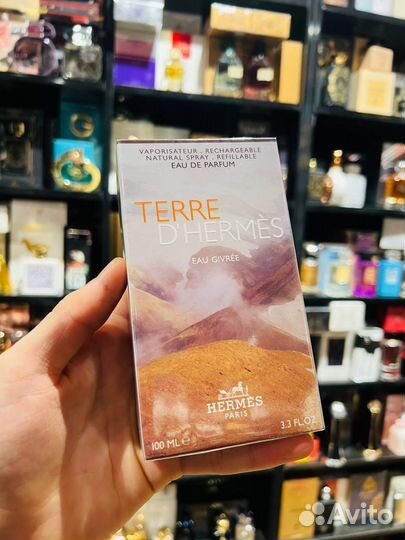 VAPORISATEUR . RECHARGEABLE
NATURAL SPRAY . REFILLABLE
EAU DE PARFUM
TERRE
D'HERMÈS
EAU GIVRÉE
HERMÈS
PARIS
100 ML e 3.3 FL.OZ
Avito